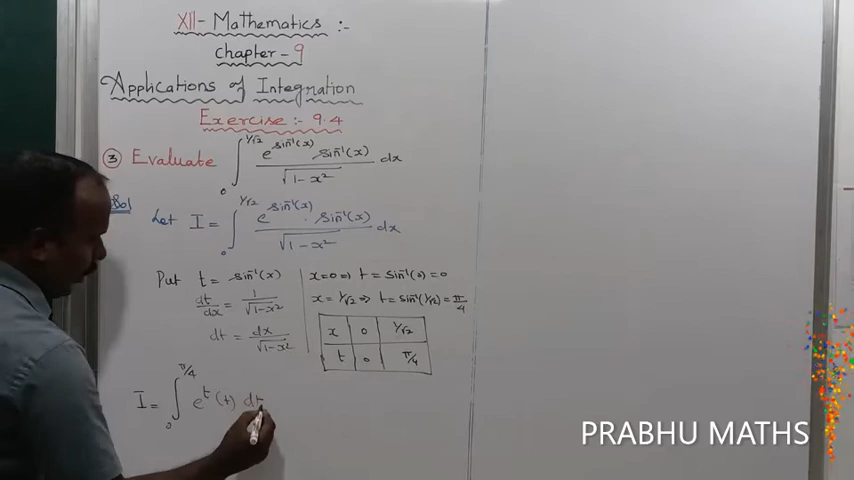 XII- Mathematics :-
chapter - 9
Applications of Integration
Exercise :- 9.4
③ Evaluate ∫₀^{1/√2} e^{sin⁻¹(x)} sin⁻¹(x) / √(1-x²) dx
Sol Let I = ∫₀^{1/√2} e^{sin⁻¹(x)} . sin⁻¹(x) / √(1-x²) dx
Put t = sin⁻¹(x)
dt/dx = 1/√(1-x²)
dt = dx/√(1-x²)
x=0 ⇒ t = sin⁻¹(0) = 0
x = 1/√2 ⇒ t = sin⁻¹(1/√2) = π/4
x 0 1/√2
t 0 π/4
I = ∫₀^{π/4} e^t (t) dt
PRABHU MATHS